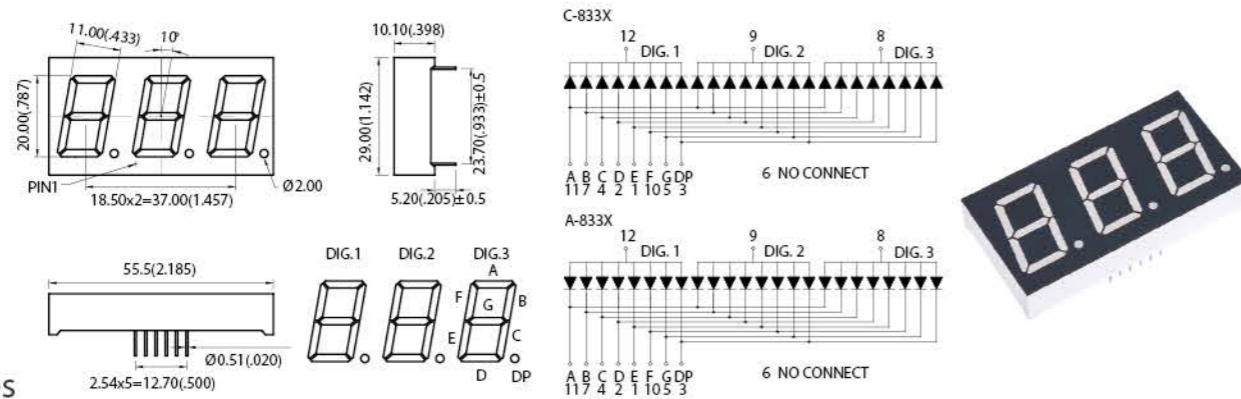 11.00(.433)
10°
20.00(.787)
PIN1
18.50x2=37.00(1.457)
Ø2.00
10.10(.398)
29.00(1.142)
23.70(.933)±0.5
5.20(.205)±0.5
55.5(2.185)
Ø0.51(.020)
2.54x5=12.70(.500)
DIG.1 DIG.2 DIG.3
A
F G B
E C
D DP
C-833X
12 9 8
DIG. 1 DIG. 2 DIG. 3
A B C D E F G DP
11 7 4 2 1 10 5 3
6 NO CONNECT
A-833X
12 9 8
DIG. 1 DIG. 2 DIG. 3
A B C D E F G DP
11 7 4 2 1 10 5 3
6 NO CONNECT